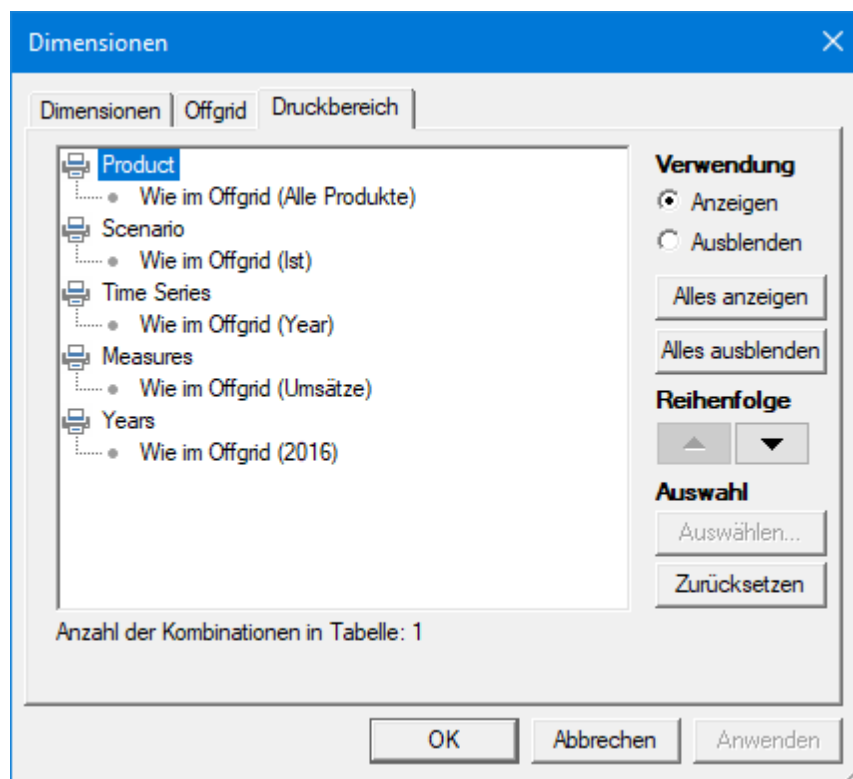 Dimensionen
Dimensionen
Offgrid
Druckbereich
Product
Wie im Offgrid (Alle Produkte)
Scenario
Wie im Offgrid (Ist)
Time Series
Wie im Offgrid (Year)
Measures
Wie im Offgrid (Umsätze)
Years
Wie im Offgrid (2016)
Anzahl der Kombinationen in Tabelle: 1
Verwendung
Anzeigen
Ausblenden
Alles anzeigen
Alles ausblenden
Reihenfolge
Auswahl
Auswählen...
Zurücksetzen
OK
Abbrechen
Anwenden